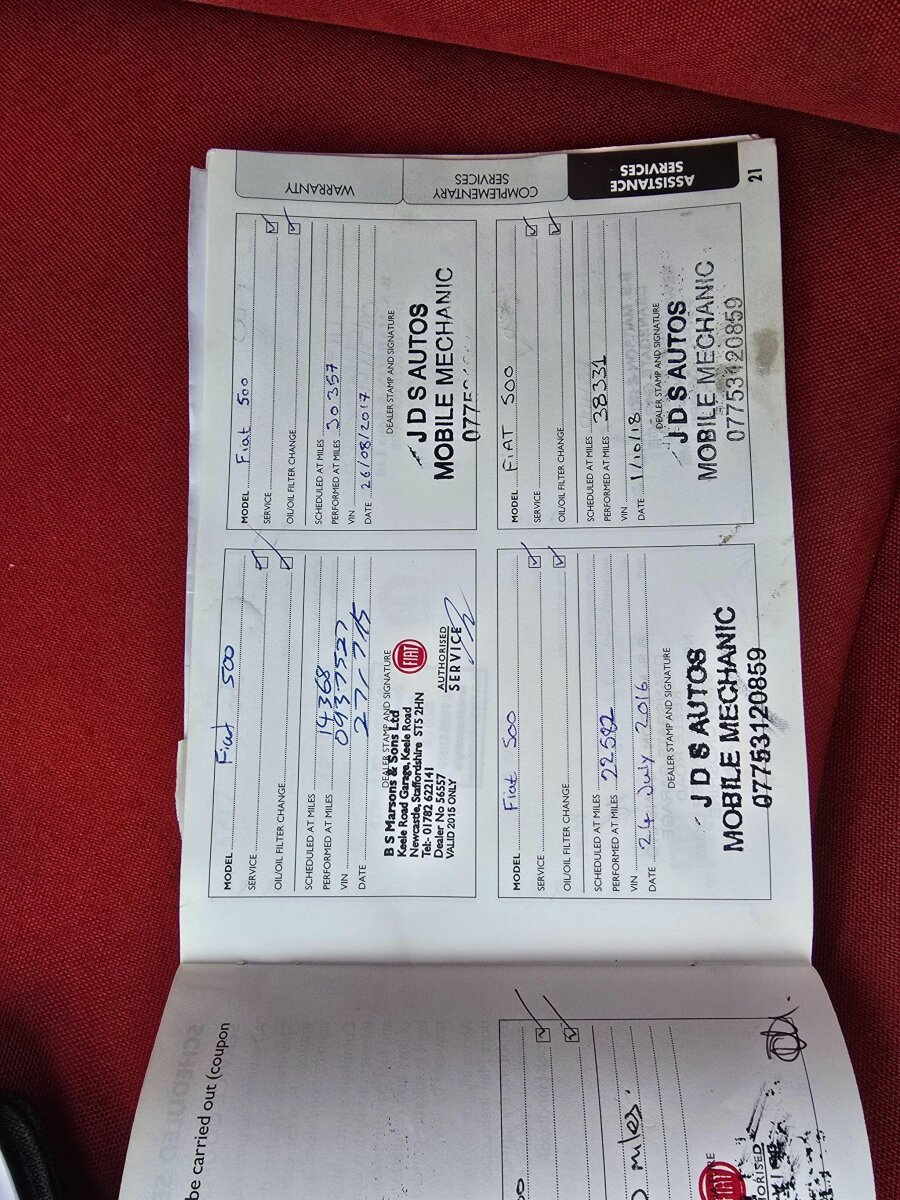 be carried out (coupon
miles.
FIAT
MODEL Fiat 500
SERVICE
OIL/OIL FILTER CHANGE
SCHEDULED AT MILES
PERFORMED AT MILES 14368
VIN 0937527
DATE 27/7/15
DEALER STAMP AND SIGNATURE
B S Marsons & Sons Ltd
Keele Road Garage, Keele Road
Newcastle, Staffordshire ST5 2HN
Tel:- 01782 622141
Dealer No 56557
VALID 2015 ONLY
FIAT
AUTHORISED
SERVICE
MODEL Fiat 500
SERVICE
OIL/OIL FILTER CHANGE
SCHEDULED AT MILES
PERFORMED AT MILES 30357
VIN
DATE 26/08/2017
DEALER STAMP AND SIGNATURE
J D S AUTOS
MOBILE MECHANIC
MODEL Fiat 500
SERVICE
OIL/OIL FILTER CHANGE
SCHEDULED AT MILES
PERFORMED AT MILES 22582
VIN
DATE 24 July 2016
DEALER STAMP AND SIGNATURE
J D S AUTOS
MOBILE MECHANIC
07753120859
MODEL FIAT 500
SERVICE
OIL/OIL FILTER CHANGE
SCHEDULED AT MILES
PERFORMED AT MILES 38331
VIN
DATE 1/10/18
DEALER STAMP AND SIGNATURE
J D S AUTOS
MOBILE MECHANIC
07753120859
WARRANTY
COMPLEMENTARY
SERVICES
ASSISTANCE
SERVICES
21